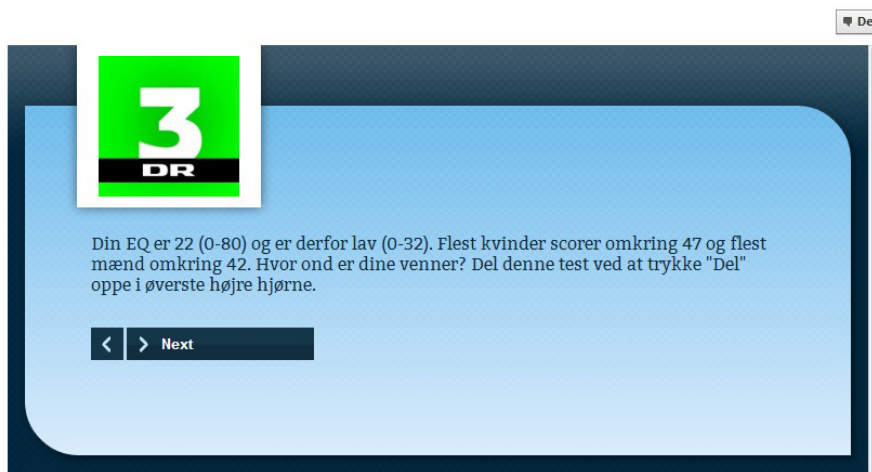 De
3
DR
Din EQ er 22 (0-80) og er derfor lav (0-32). Flest kvinder scorer omkring 47 og flest
mænd omkring 42. Hvor ond er dine venner? Del denne test ved at trykke "Del"
oppe i øverste højre hjørne.
Next